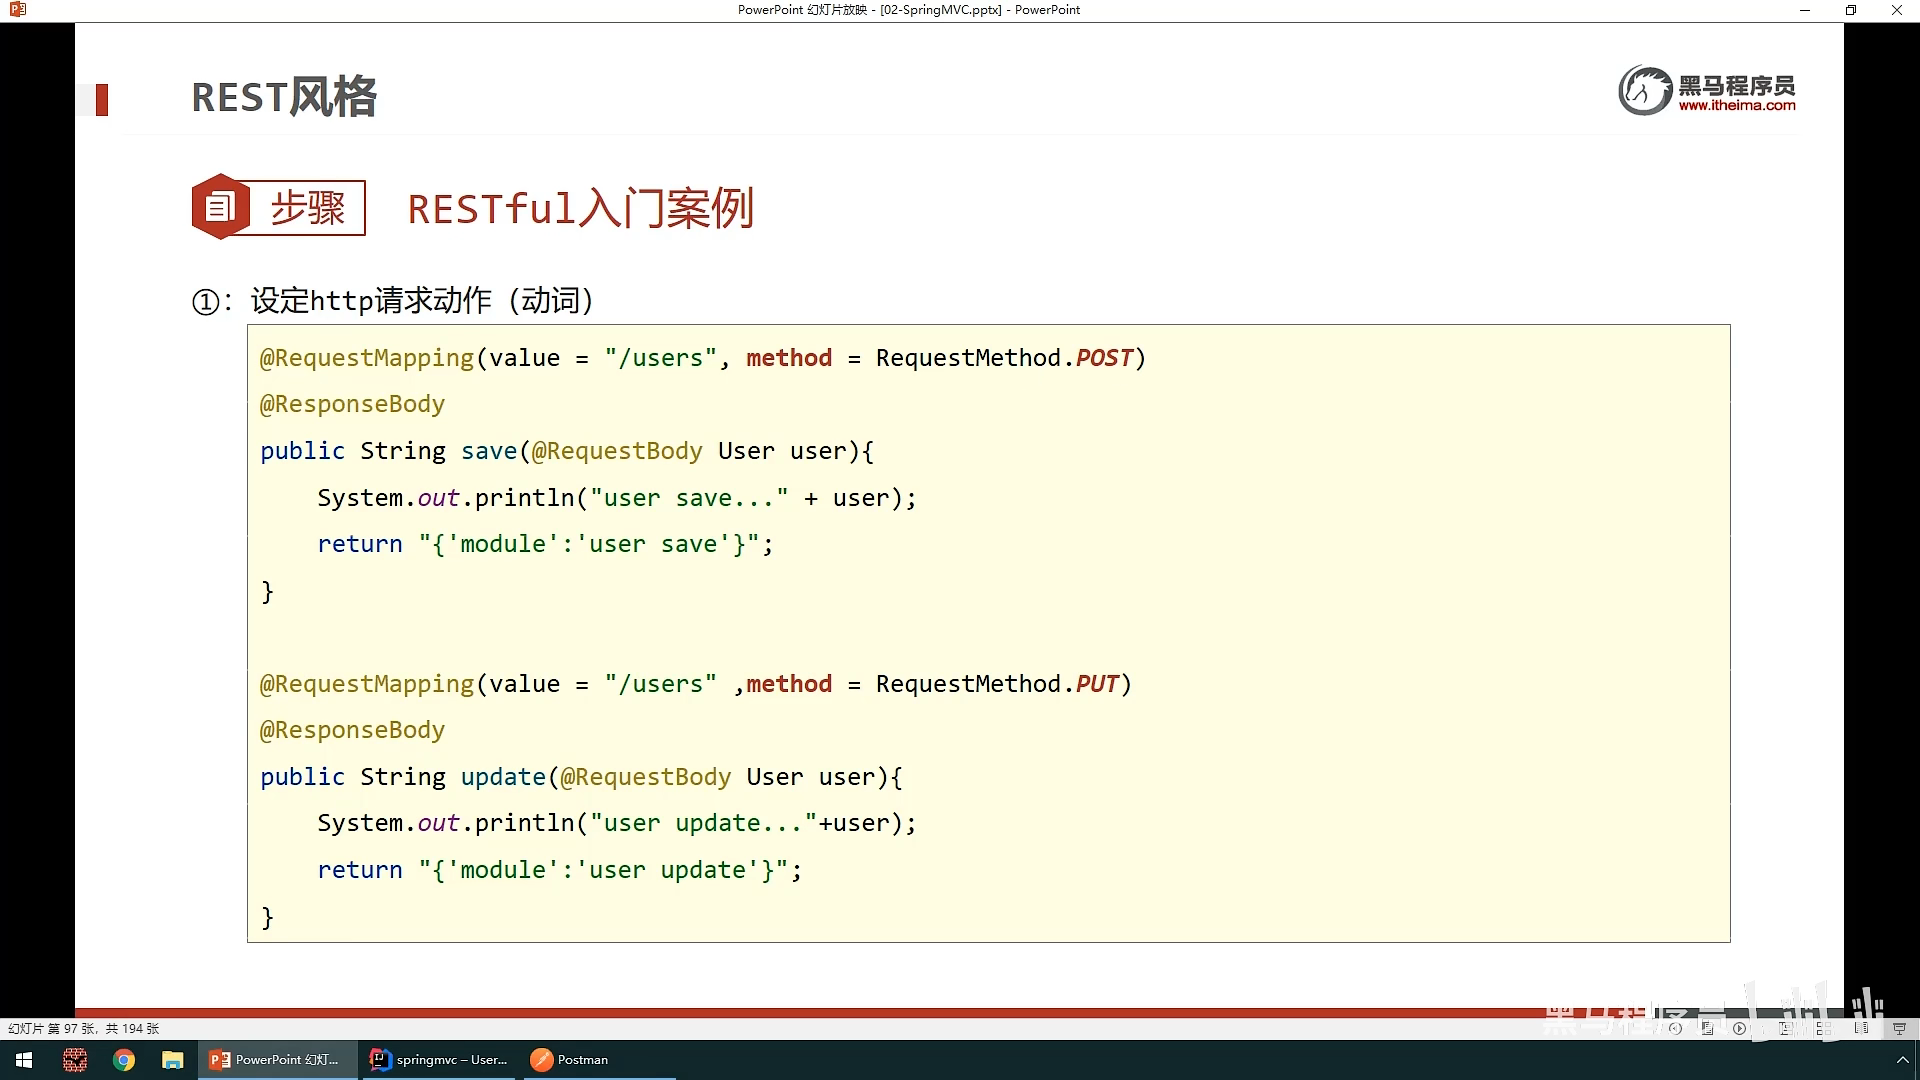 PowerPoint 幻灯片放映 - [02-SpringMVC.pptx] - PowerPoint
REST风格
黑马程序员
www.itheima.com
步骤
RESTful入门案例
①：设定http请求动作（动词）
@RequestMapping(value = "/users", method = RequestMethod.POST)
@ResponseBody
public String save(@RequestBody User user){
    System.out.println("user save..." + user);
    return "{'module':'user save'}";
}
@RequestMapping(value = "/users" ,method = RequestMethod.PUT)
@ResponseBody
public String update(@RequestBody User user){
    System.out.println("user update..."+user);
    return "{'module':'user update'}";
}
黑马程序员
幻灯片 第 97 张，共 194 张
PowerPoint 幻灯...
springmvc – User...
Postman